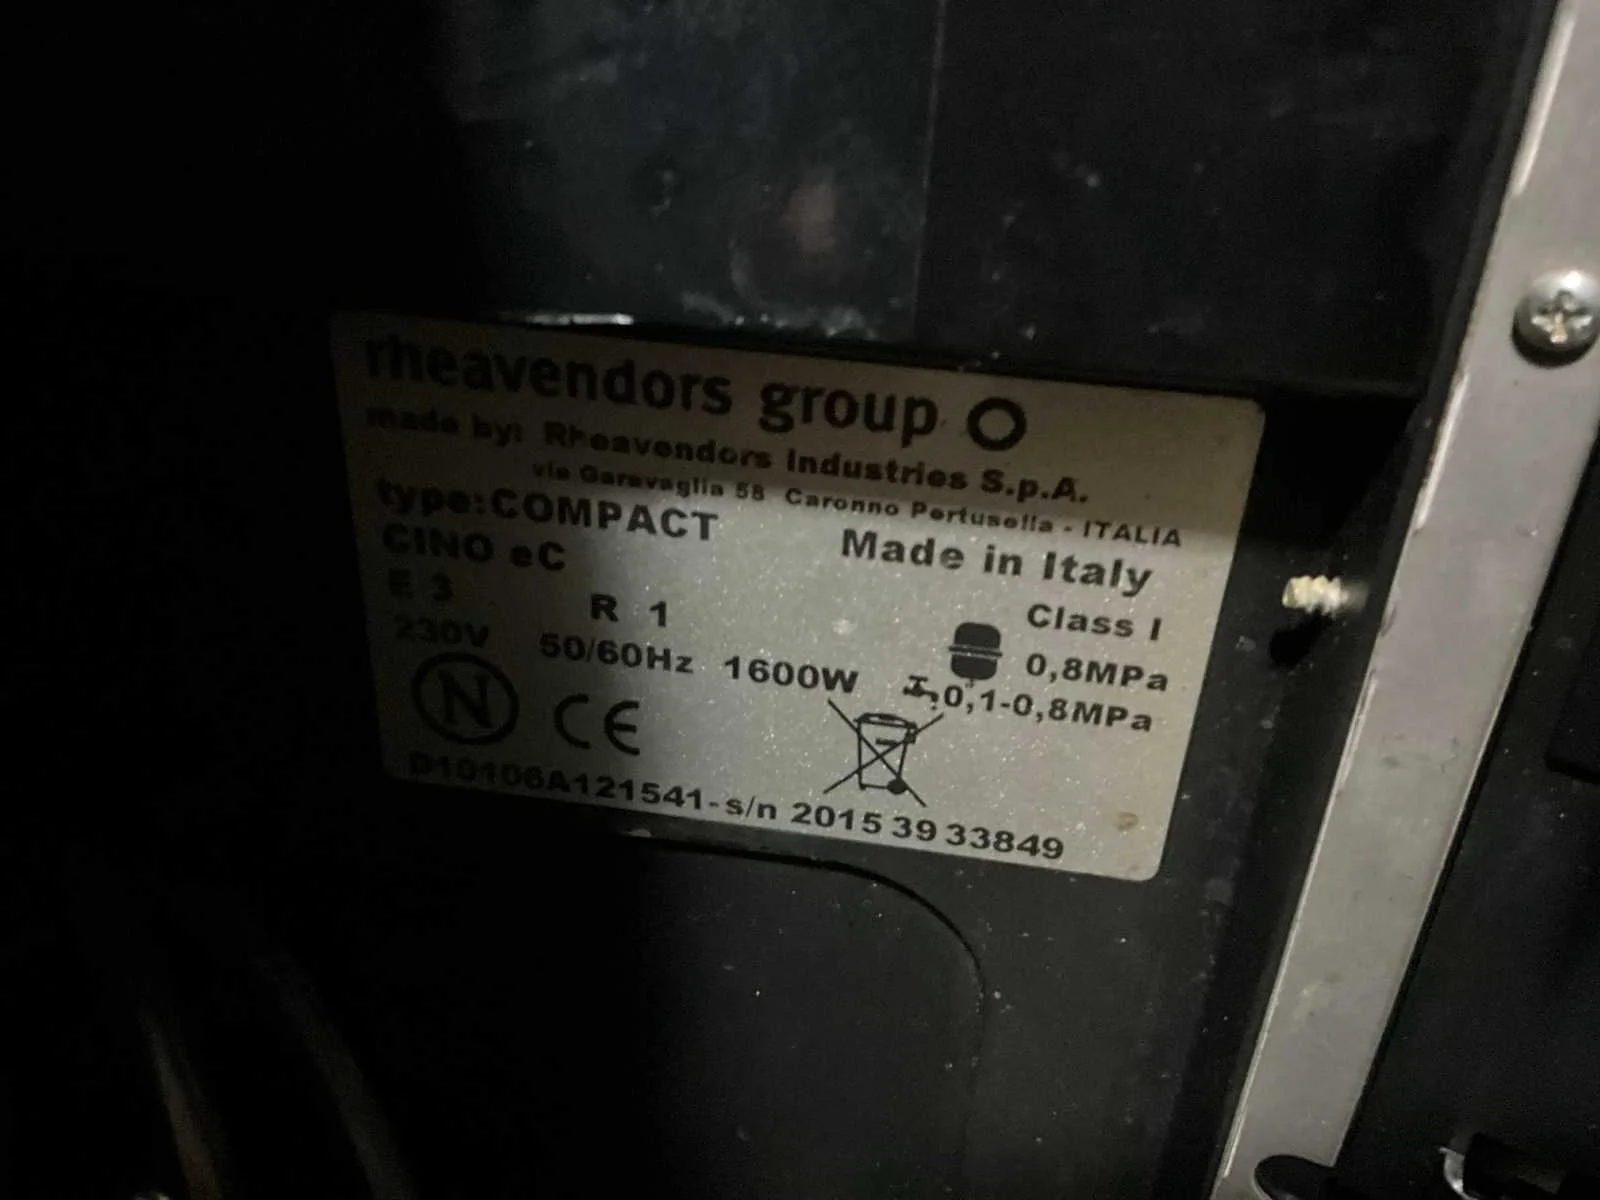 rheavendors group
made by: Rheavendors Industries S.p.A.
via Garavaglia 58 Caronno Pertusella - ITALIA
type:COMPACT
Made in Italy
CINO eC
Class I
E 3 R 1
0,8MPa
230V 50/60Hz 1600W
0,1-0,8MPa
N CE
D10106A121541-s/n 2015 39 33849